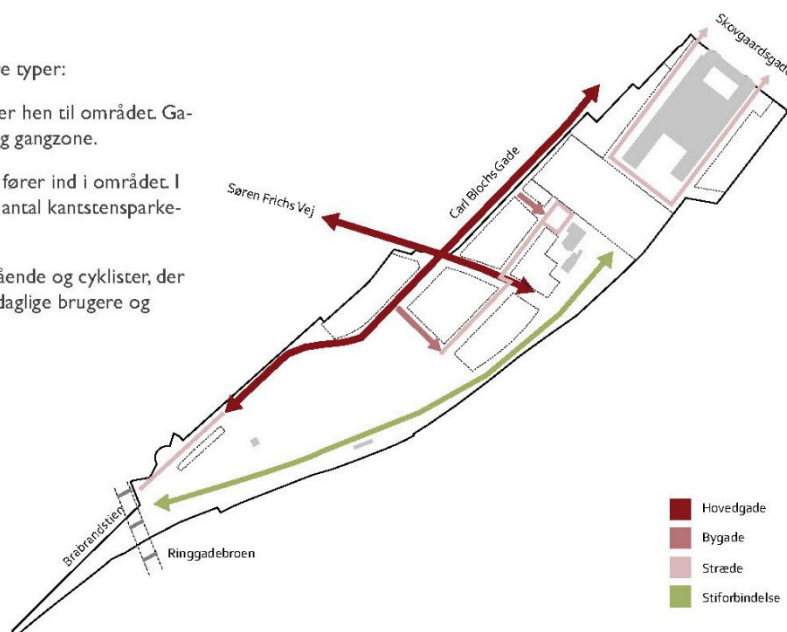 e typer:
er hen til området. Ga-
g gangzone.
fører ind i området. I
antal kantstensparke-
ående og cyklister, der
daglige brugere og
Skovgaardsgade
Carl Blochs Gade
Søren Frichs Vej
Brabrandstien
Ringgadebroen
Hovedgade
Bygade
Stræde
Stiforbindelse